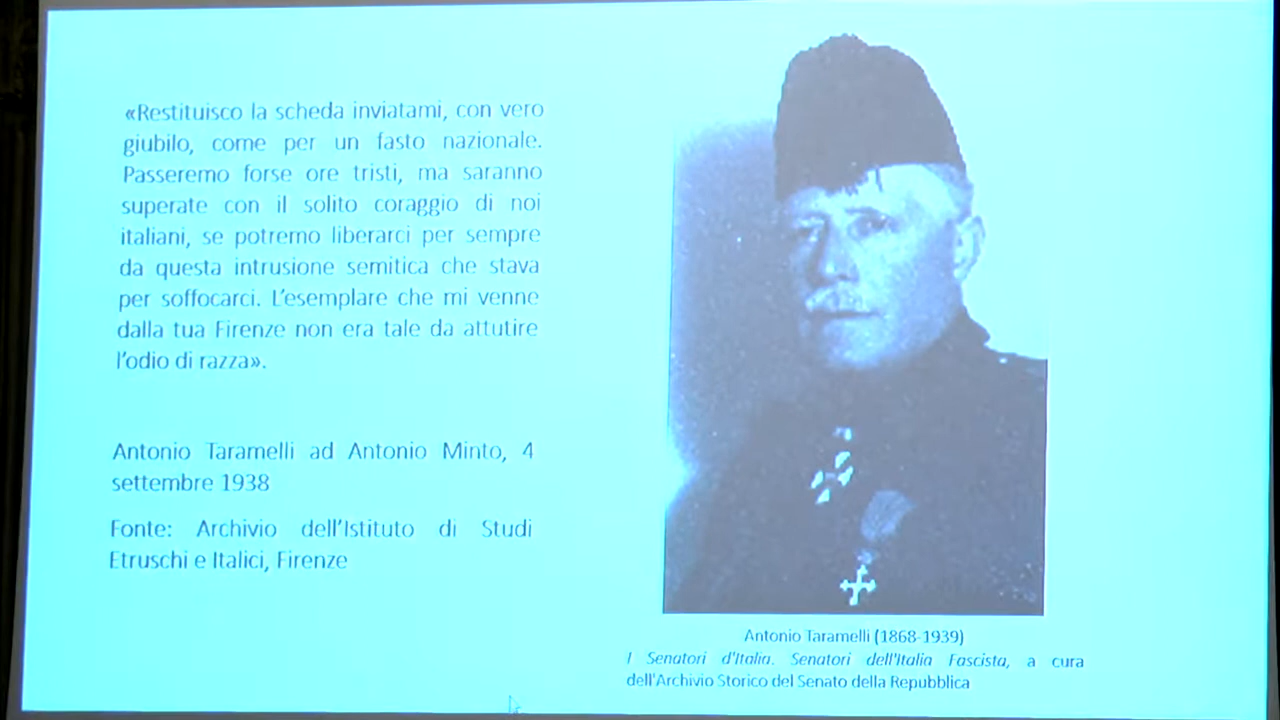 «Restituisco la scheda inviatami, con vero
giubilo, come per un fasto nazionale.
Passeremo forse ore tristi, ma saranno
superate con il solito coraggio di noi
italiani, se potremo liberarci per sempre
da questa intrusione semitica che stava
per soffocarci. L'esemplare che mi venne
dalla tua Firenze non era tale da attutire
l'odio di razza».
Antonio Taramelli ad Antonio Minto, 4
settembre 1938
Fonte: Archivio dell'Istituto di Studi
Etruschi e Italici, Firenze
Antonio Taramelli (1868-1939)
I Senatori d'Italia. Senatori dell'Italia Fascista, a cura
dell'Archivio Storico del Senato della Repubblica